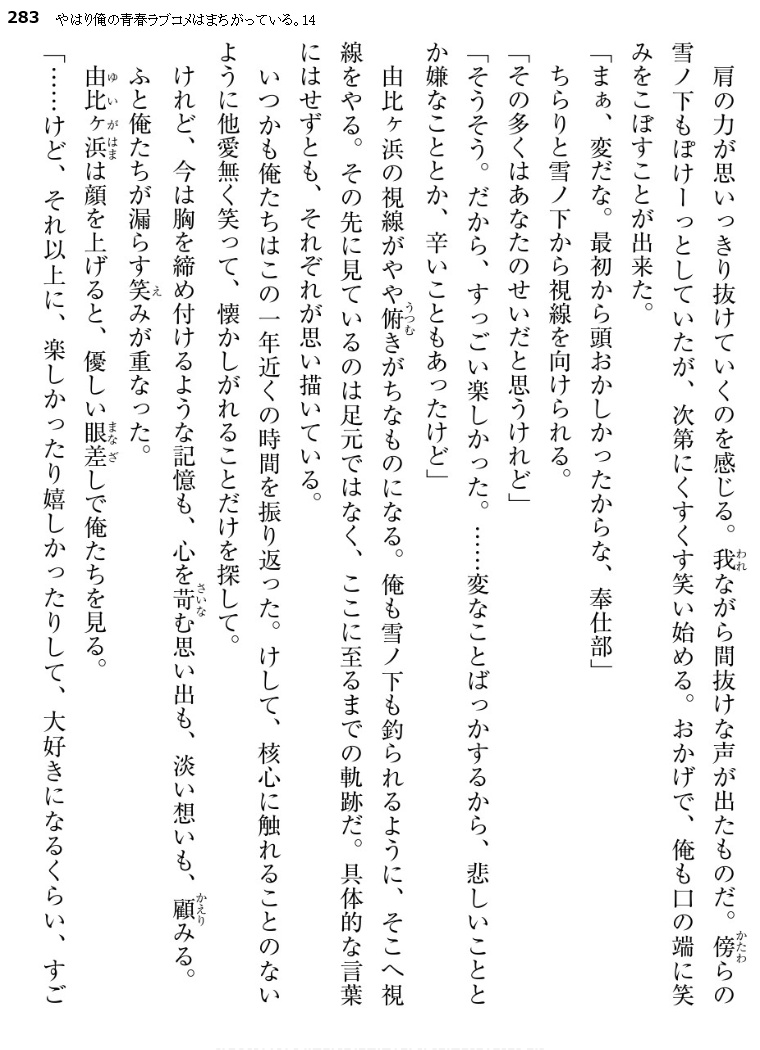 283 やはり俺の青春ラブコメはまちがっている。14
　肩の力が思いっきり抜けていくのを感じる。我ながら間抜けな声が出たものだ。傍らの
雪ノ下もぽけーっとしていたが、次第にくすくす笑い始める。おかげで、俺も口の端に笑
みをこぼすことが出来た。
「まぁ、変だな。最初から頭おかしかったからな、奉仕部」
　ちらりと雪ノ下から視線を向けられる。
「その多くはあなたのせいだと思うけれど」
「そうそう。だから、すっごい楽しかった。……変なことばっかするから、悲しいことと
か嫌なこととか、辛いこともあったけど」
　由比ヶ浜の視線がやや俯きがちなものになる。俺も雪ノ下も釣られるように、そこへ視
線をやる。その先に見ているのは足元ではなく、ここに至るまでの軌跡だ。具体的な言葉
にはせずとも、それぞれが思い描いている。
　いつかも俺たちはこの一年近くの時間を振り返った。けして、核心に触れることのない
ように他愛無く笑って、懐かしがれることだけを探して。
　けれど、今は胸を締め付けるような記憶も、心を苛む思い出も、淡い想いも、顧みる。
　ふと俺たちが漏らす笑みが重なった。
　由比ヶ浜は顔を上げると、優しい眼差しで俺たちを見る。
「……けど、それ以上に、楽しかったり嬉しかったりして、大好きになるくらい、すご